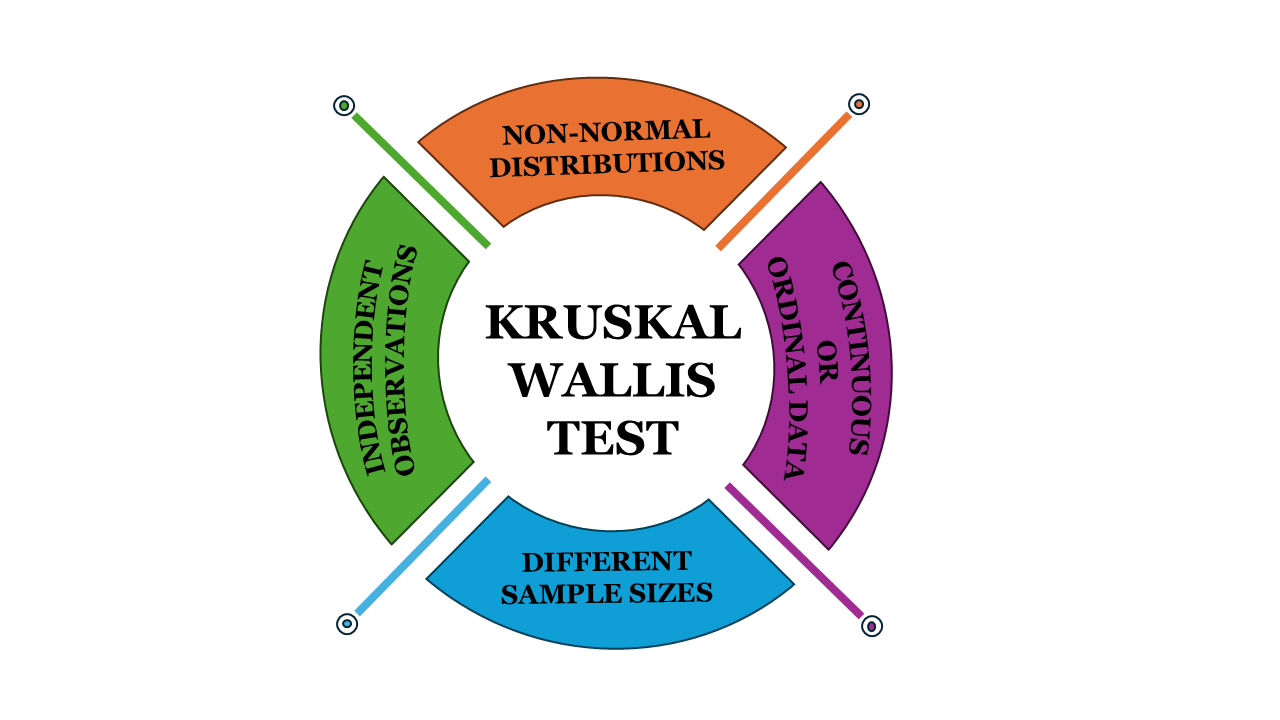 NON-NORMAL
DISTRIBUTIONS
INDEPENDENT
OBSERVATIONS
KRUSKAL
WALLIS
TEST
CONTINUOUS
OR
ORDINAL DATA
DIFFERENT
SAMPLE SIZES